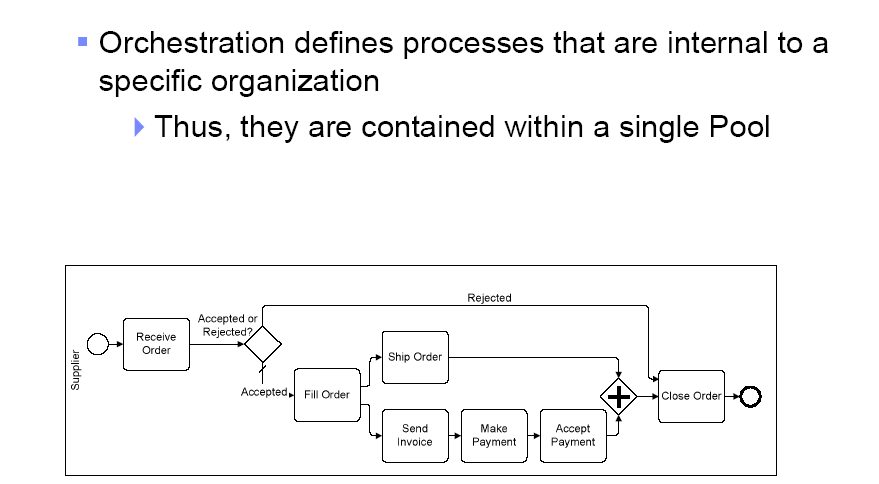 Orchestration defines processes that are internal to a
specific organization
Thus, they are contained within a single Pool
Rejected
Accepted or
Rejected?
Receive
Order
Supplier
Ship Order
Accepted
Fill Order
Close Order
Send
Invoice
Make
Payment
Accept
Payment